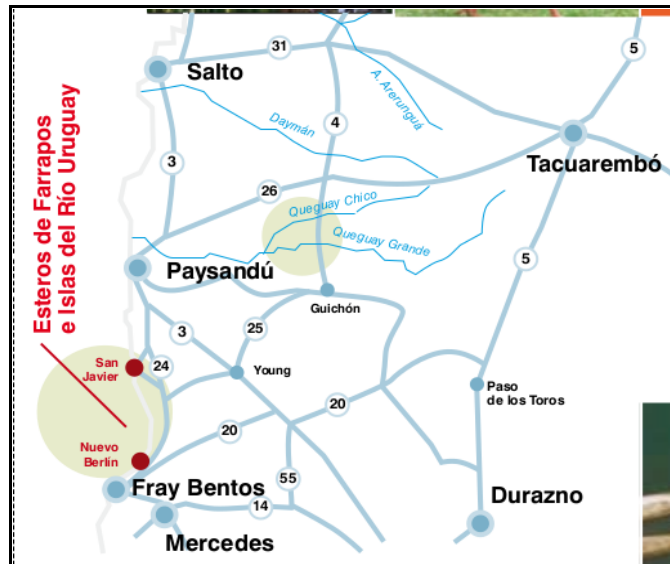 31
5
Salto
A. Arerunguá
Daymán
4
Tacuarembó
3
26
Queguay Chico
Queguay Grande
Esteros de Farrapos
e Islas del Río Uruguay
Paysandú
5
Guichón
3
25
San
Javier
24
Young
Paso
de los Toros
20
20
Nuevo
Berlín
55
Fray Bentos
14
Durazno
Mercedes